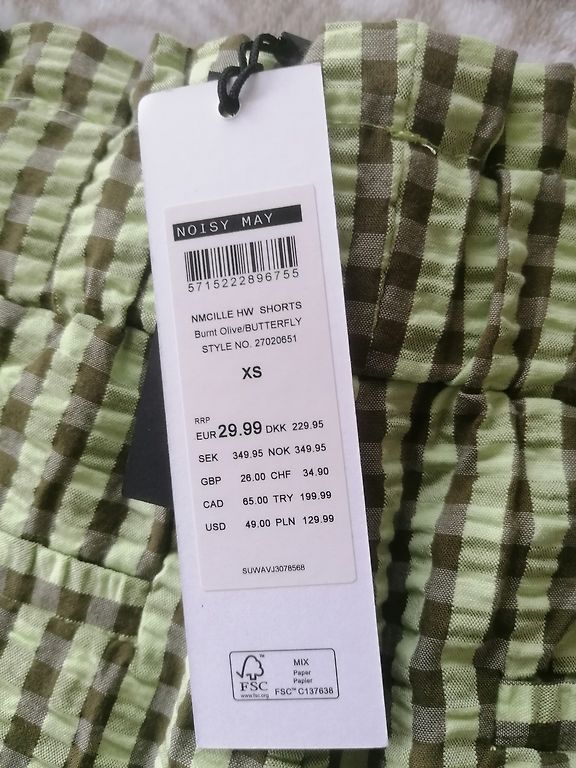 NOISY MAY
5715222896755
NMCILLE HW SHORTS
Burnt Olive/BUTTERFLY
STYLE NO. 27020651
XS
RRP
EUR 29.99 DKK 229.95
SEK 349.95 NOK 349.95
GBP 26.00 CHF 34.90
CAD 65.00 TRY 199.99
USD 49.00 PLN 129.99
SUWAVJ3078568
FSC
www.fsc.org
MIX
Paper
Papier
FSC™ C137638